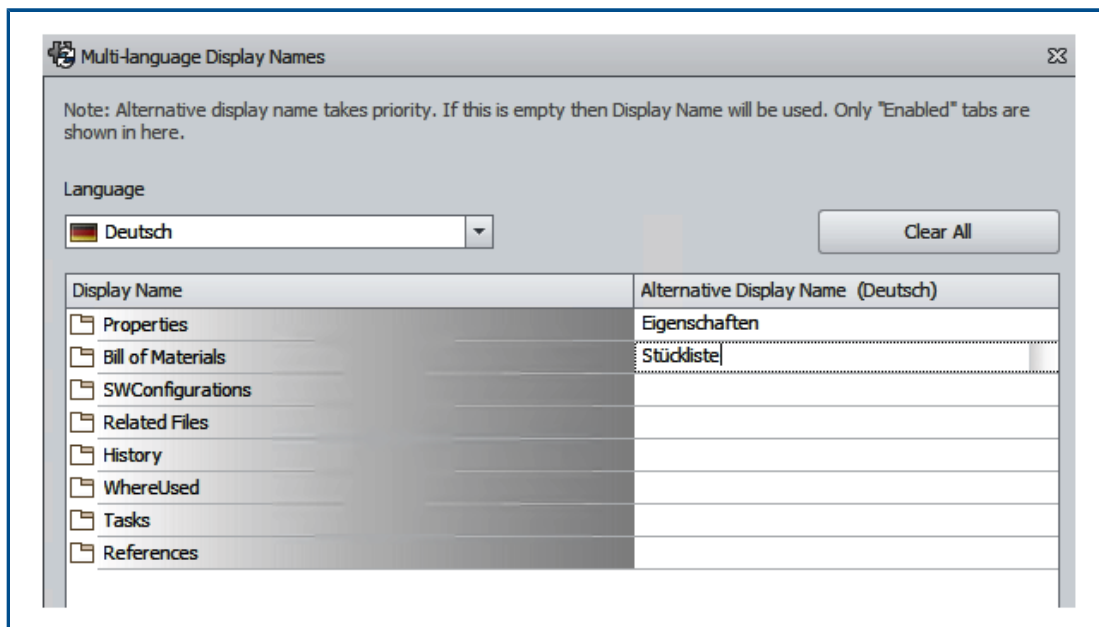 Multi-language Display Names
Note: Alternative display name takes priority. If this is empty then Display Name will be used. Only "Enabled" tabs are
shown in here.
Language
Deutsch
Clear All
Display Name
Alternative Display Name (Deutsch)
Properties
Eigenschaften
Bill of Materials
Stückliste
SWConfigurations
Related Files
History
WhereUsed
Tasks
References